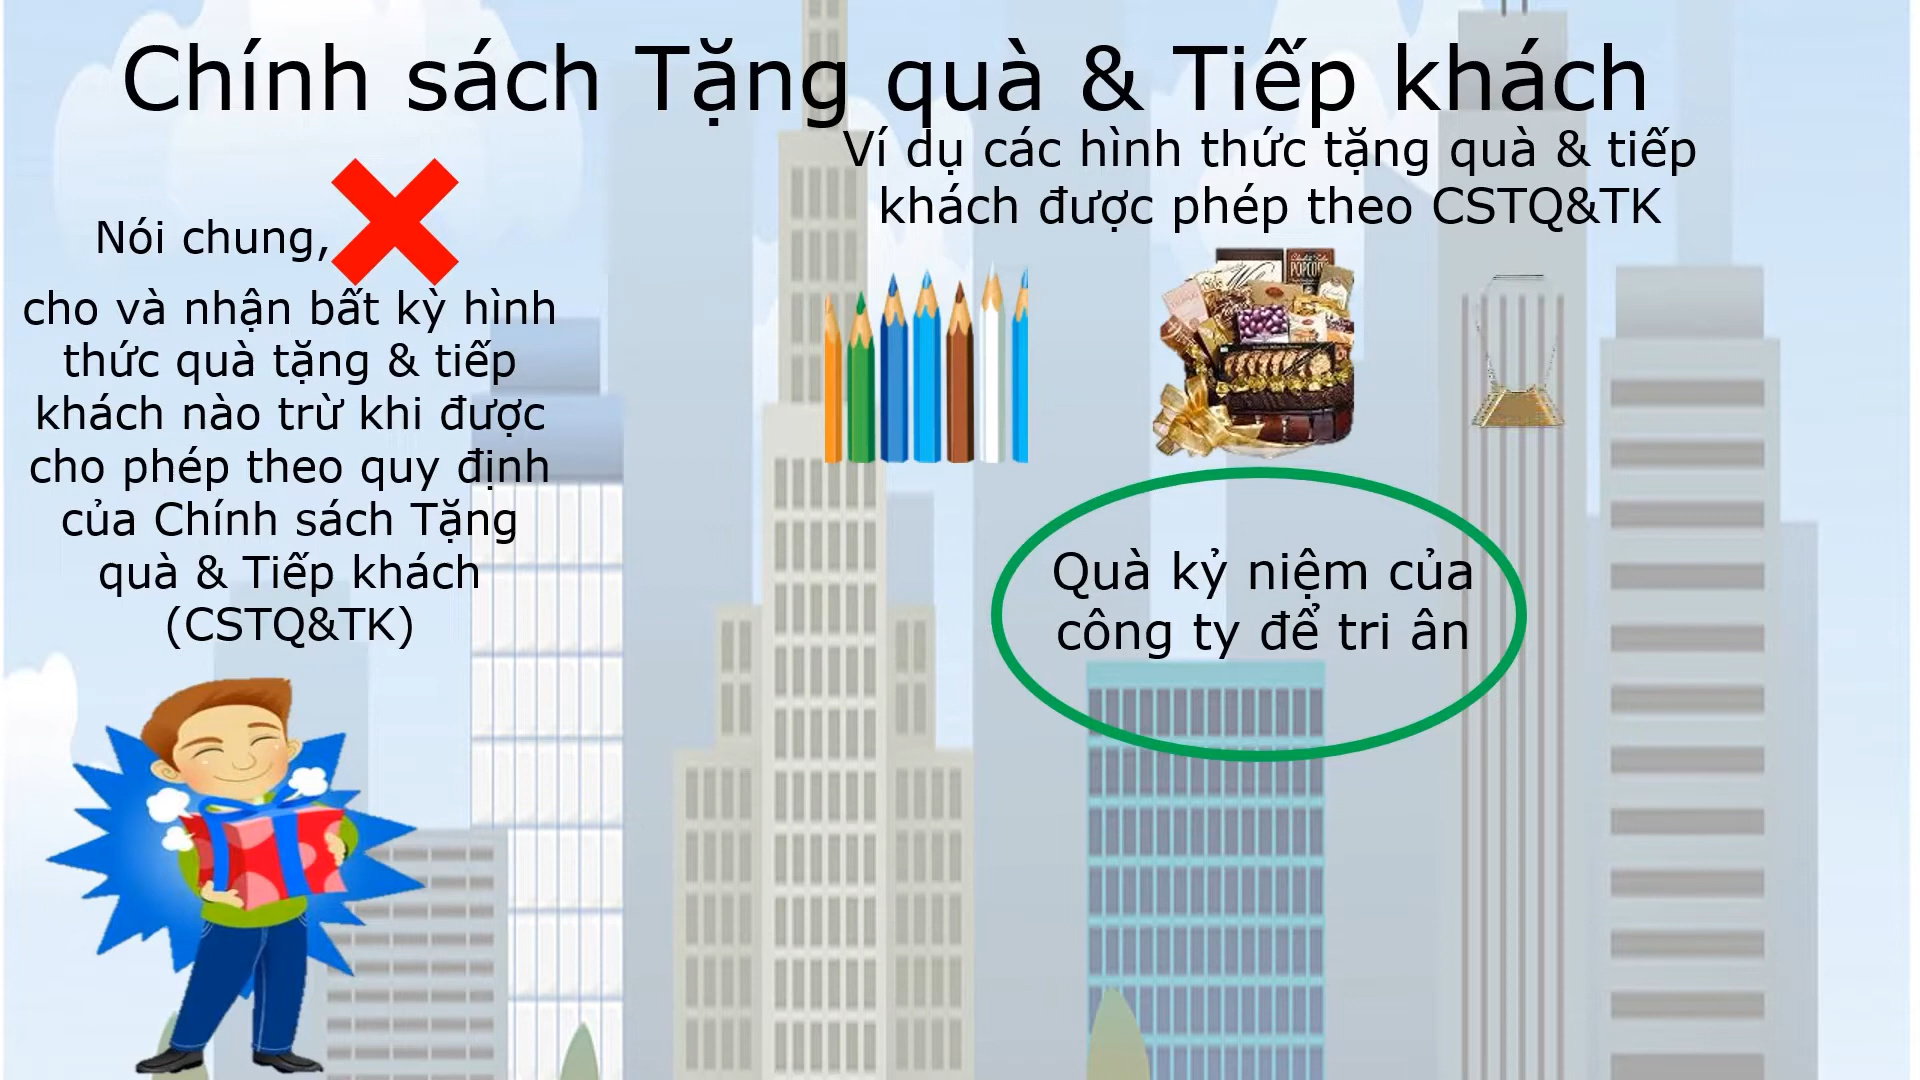 Chính sách Tặng quà & Tiếp khách
Nói chung,
cho và nhận bất kỳ hình
thức quà tặng & tiếp
khách nào trừ khi được
cho phép theo quy định
của Chính sách Tặng
quà & Tiếp khách
(CSTQ&TK)
Ví dụ các hình thức tặng quà & tiếp
khách được phép theo CSTQ&TK
POPCORN
Quà kỷ niệm của
công ty để tri ân